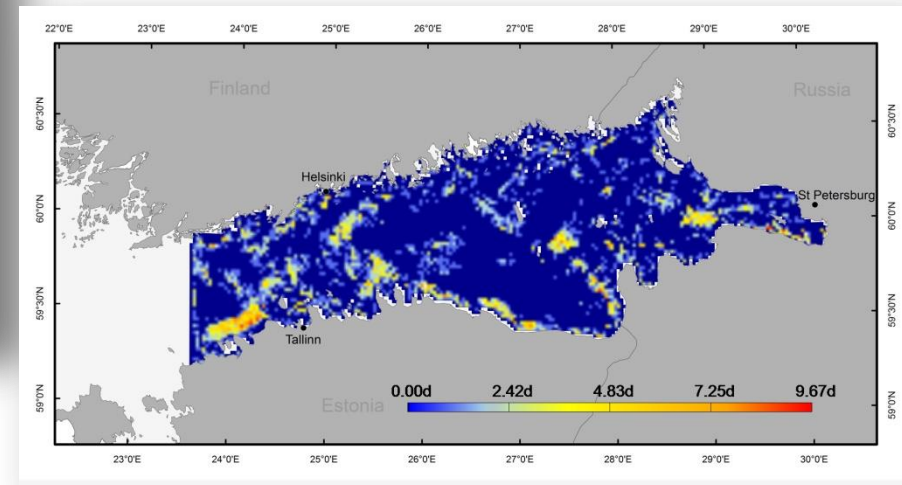 22°0'E 23°0'E 24°0'E 25°0'E 26°0'E 27°0'E 28°0'E 29°0'E 30°0'E
Finland
Russia
60°30'N
60°30'N
Helsinki
St Petersburg
60°0'N
60°0'N
59°30'N
59°30'N
Tallinn
0.00d 2.42d 4.83d 7.25d 9.67d
Estonia
59°0'N
59°0'N
23°0'E 24°0'E 25°0'E 26°0'E 27°0'E 28°0'E 29°0'E 30°0'E